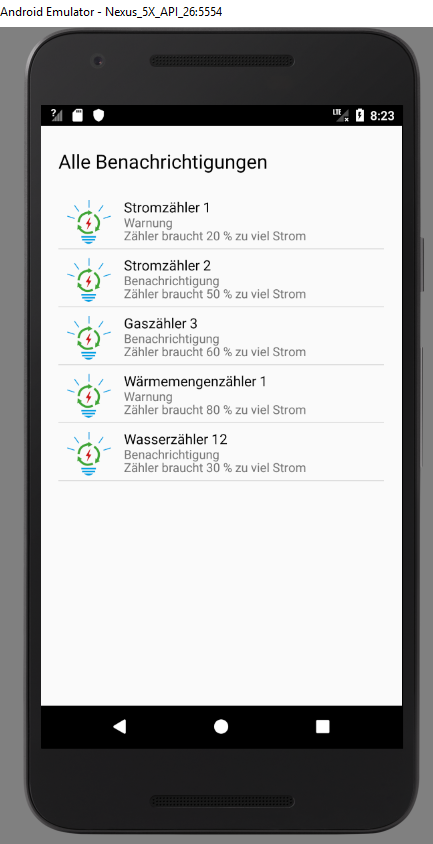 Android Emulator - Nexus_5X_API_26:5554
? LTE 8:23
Alle Benachrichtigungen
Stromzähler 1
Warnung
Zähler braucht 20 % zu viel Strom
Stromzähler 2
Benachrichtigung
Zähler braucht 50 % zu viel Strom
Gaszähler 3
Benachrichtigung
Zähler braucht 60 % zu viel Strom
Wärmemengenzähler 1
Warnung
Zähler braucht 80 % zu viel Strom
Wasserzähler 12
Benachrichtigung
Zähler braucht 30 % zu viel Strom